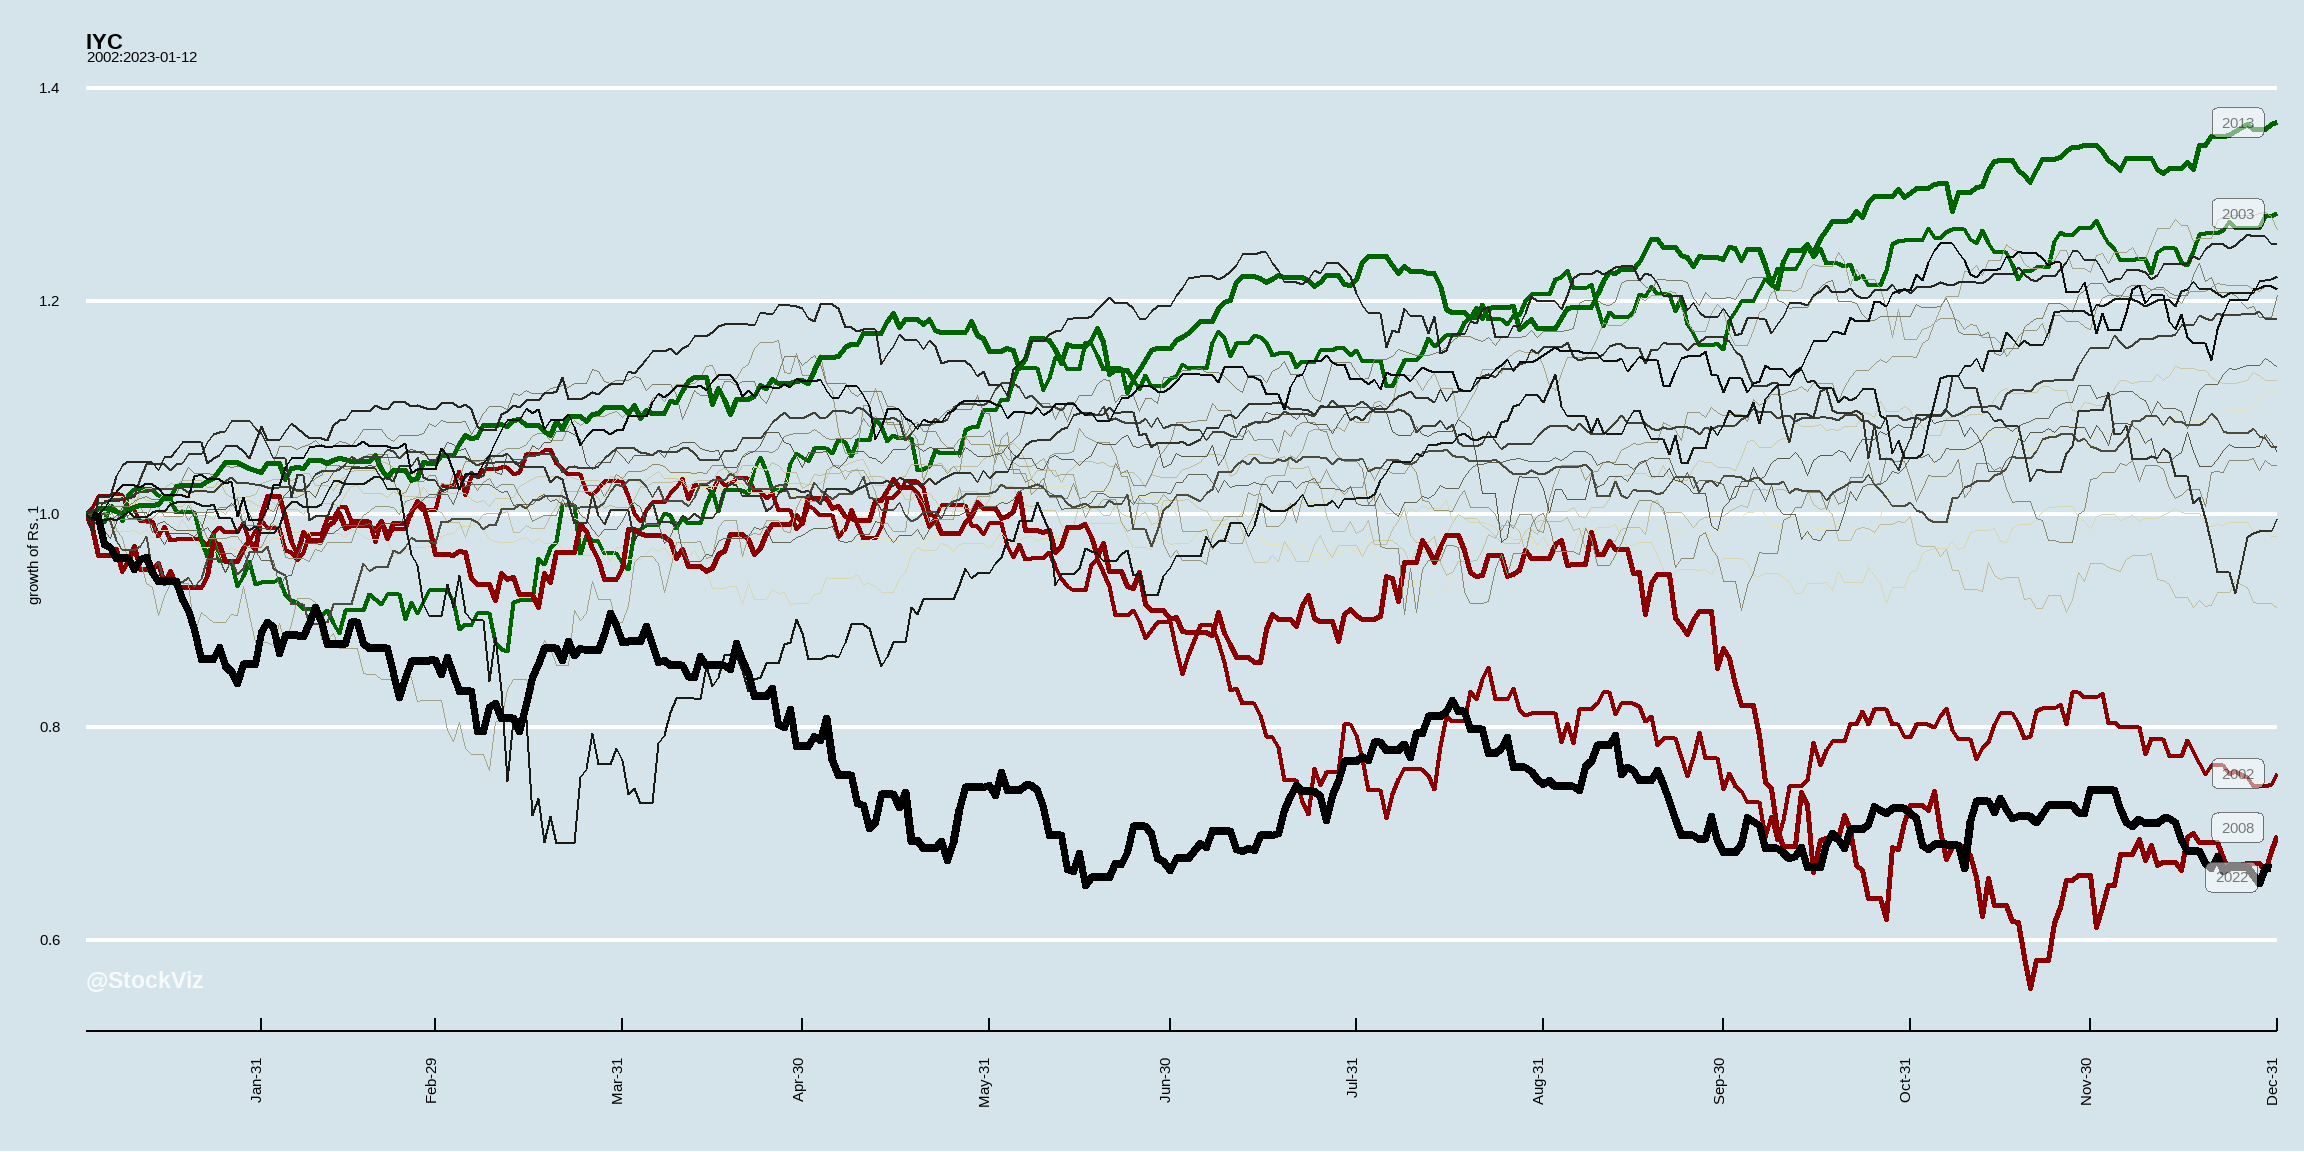 IYC
2002:2023-01-12
1.4
1.2
1.0
0.8
0.6
growth of Rs. 1
2013
2003
2002
2008
2022
@StockViz
Jan-31
Feb-29
Mar-31
Apr-30
May-31
Jun-30
Jul-31
Aug-31
Sep-30
Oct-31
Nov-30
Dec-31